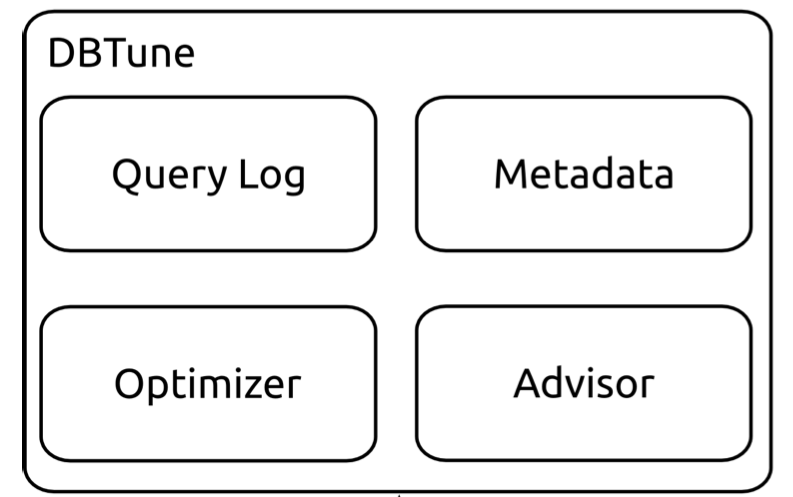 DBTune
Query Log
Metadata
Optimizer
Advisor